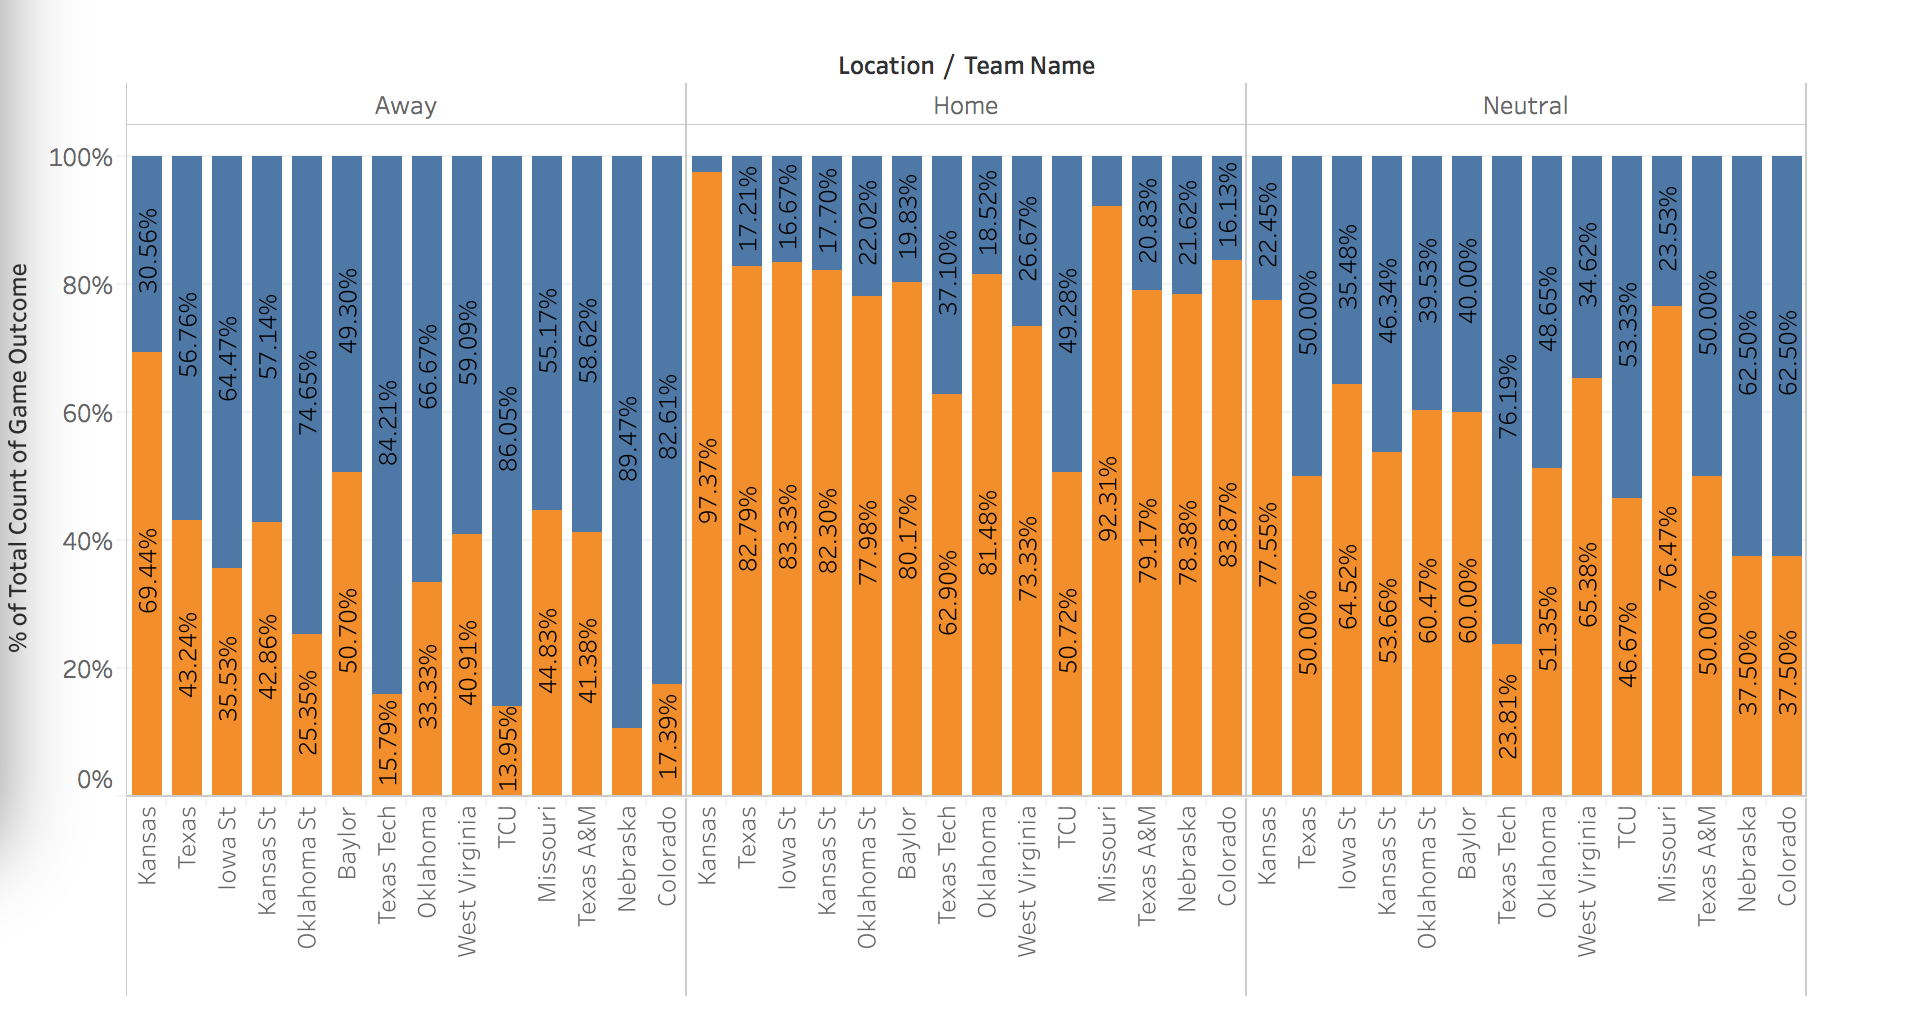 Location / Team Name
Away Home Neutral
% of Total Count of Game Outcome
100%
80%
60%
40%
20%
0%
30.56% 56.76% 64.47% 57.14% 74.65% 49.30% 84.21% 66.67% 59.09% 86.05% 55.17% 58.62% 89.47% 82.61%
69.44% 43.24% 35.53% 42.86% 25.35% 50.70% 15.79% 33.33% 40.91% 13.95% 44.83% 41.38% 17.39%
17.21% 16.67% 17.70% 22.02% 19.83% 37.10% 18.52% 26.67% 49.28% 20.83% 21.62% 16.13%
97.37% 82.79% 83.33% 82.30% 77.98% 80.17% 62.90% 81.48% 73.33% 50.72% 92.31% 79.17% 78.38% 83.87%
22.45% 50.00% 35.48% 46.34% 39.53% 40.00% 76.19% 48.65% 34.62% 53.33% 23.53% 50.00% 62.50% 62.50%
77.55% 50.00% 64.52% 53.66% 60.47% 60.00% 23.81% 51.35% 65.38% 46.67% 76.47% 50.00% 37.50% 37.50%
Kansas Texas Iowa St Kansas St Oklahoma St Baylor Texas Tech Oklahoma West Virginia TCU Missouri Texas A&M Nebraska Colorado
Kansas Texas Iowa St Kansas St Oklahoma St Baylor Texas Tech Oklahoma West Virginia TCU Missouri Texas A&M Nebraska Colorado
Kansas Texas Iowa St Kansas St Oklahoma St Baylor Texas Tech Oklahoma West Virginia TCU Missouri Texas A&M Nebraska Colorado